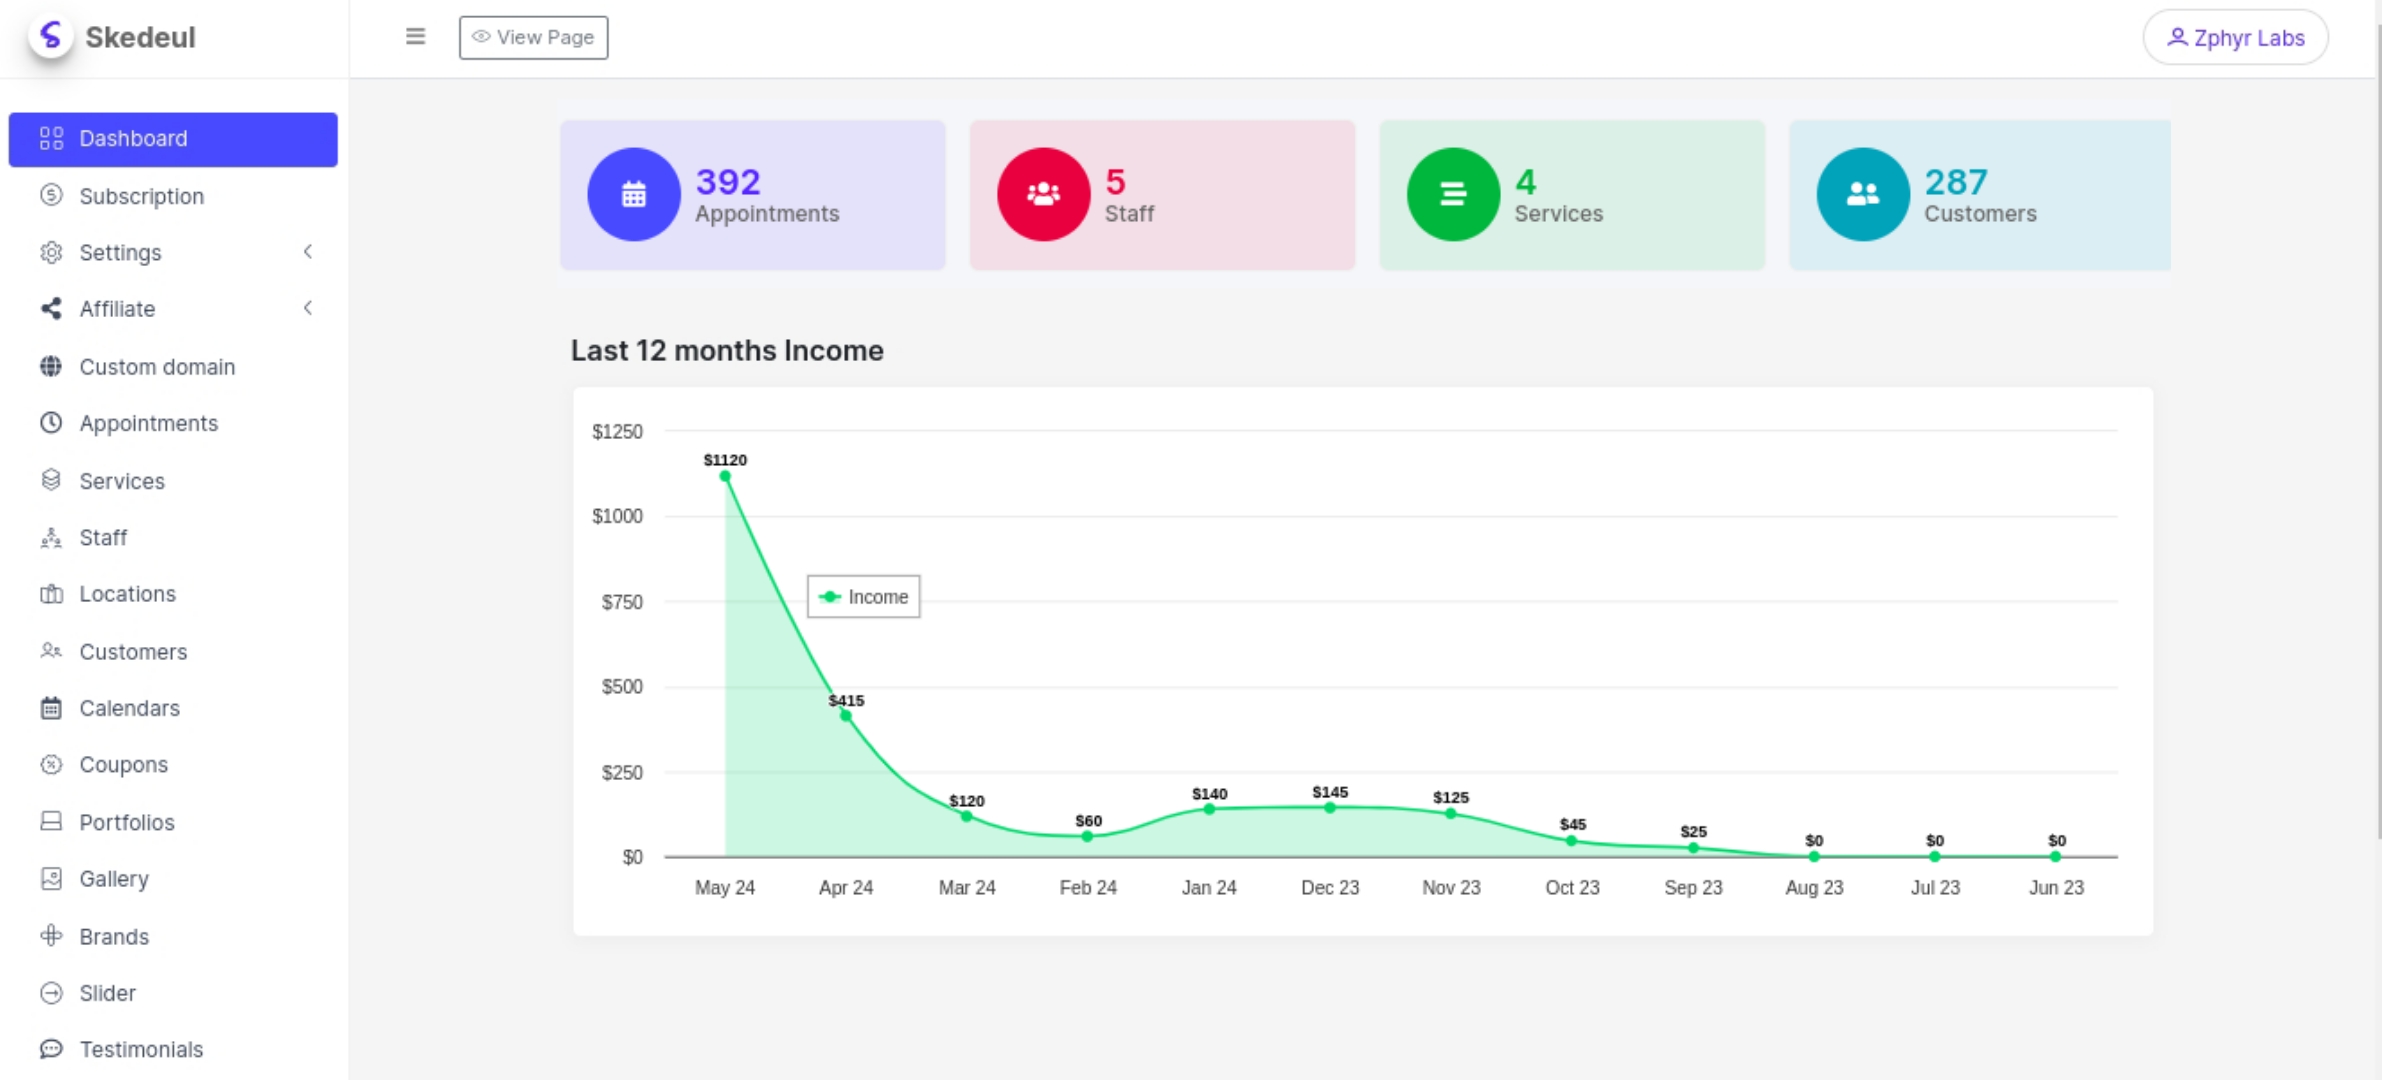 Skedeul
View Page
Zphyr Labs
Dashboard
Subscription
Settings
Affiliate
Custom domain
Appointments
Services
Staff
Locations
Customers
Calendars
Coupons
Portfolios
Gallery
Brands
Slider
Testimonials
392
Appointments
5
Staff
4
Services
287
Customers
Last 12 months Income
$1250
$1000
$750
$500
$250
$0
Income
$1120
$415
$120
$60
$140
$145
$125
$45
$25
$0
$0
$0
May 24
Apr 24
Mar 24
Feb 24
Jan 24
Dec 23
Nov 23
Oct 23
Sep 23
Aug 23
Jul 23
Jun 23